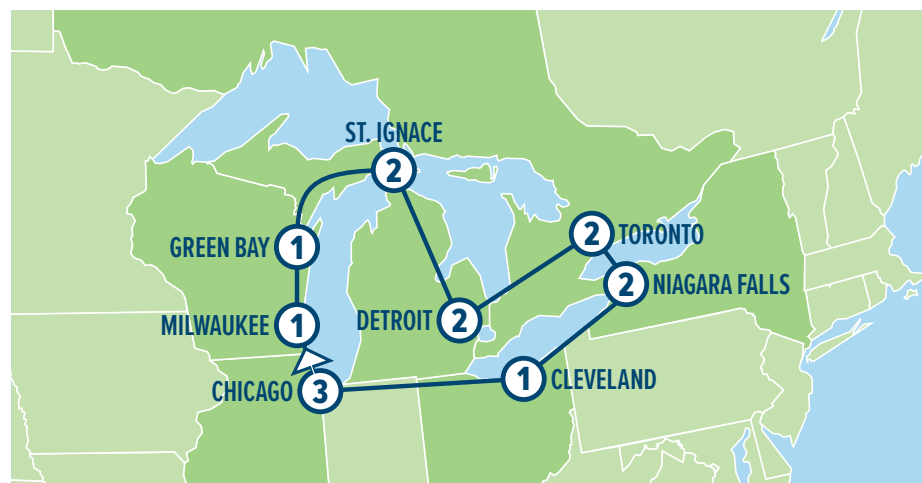 ST. IGNACE
2
GREEN BAY 1
2 TORONTO
2 NIAGARA FALLS
MILWAUKEE 1
DETROIT 2
CHICAGO 3
1 CLEVELAND